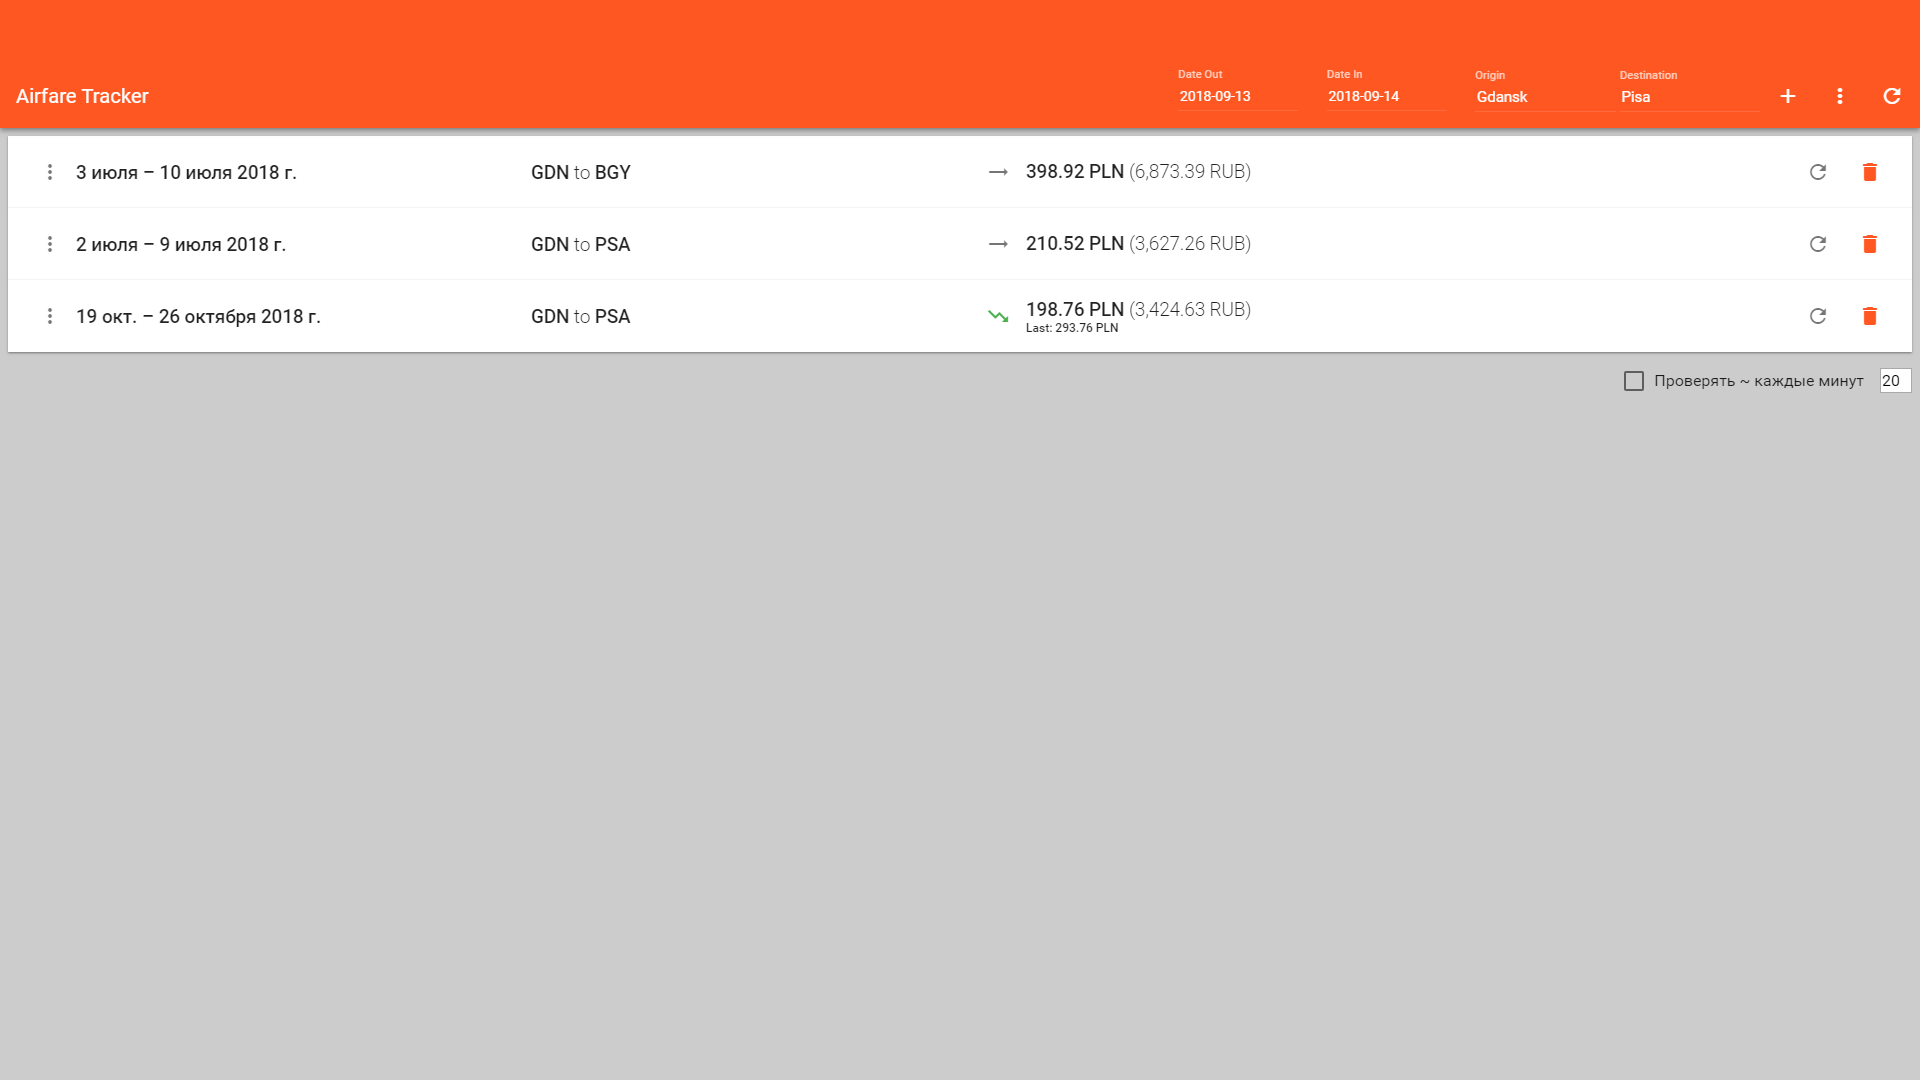 Airfare Tracker
Date Out
2018-09-13
Date In
2018-09-14
Origin
Gdansk
Destination
Pisa
3 июля – 10 июля 2018 г. GDN to BGY 398.92 PLN (6,873.39 RUB)
2 июля – 9 июля 2018 г. GDN to PSA 210.52 PLN (3,627.26 RUB)
19 окт. – 26 октября 2018 г. GDN to PSA 198.76 PLN (3,424.63 RUB)
Last: 293.76 PLN
Проверять ~ каждые минут 20